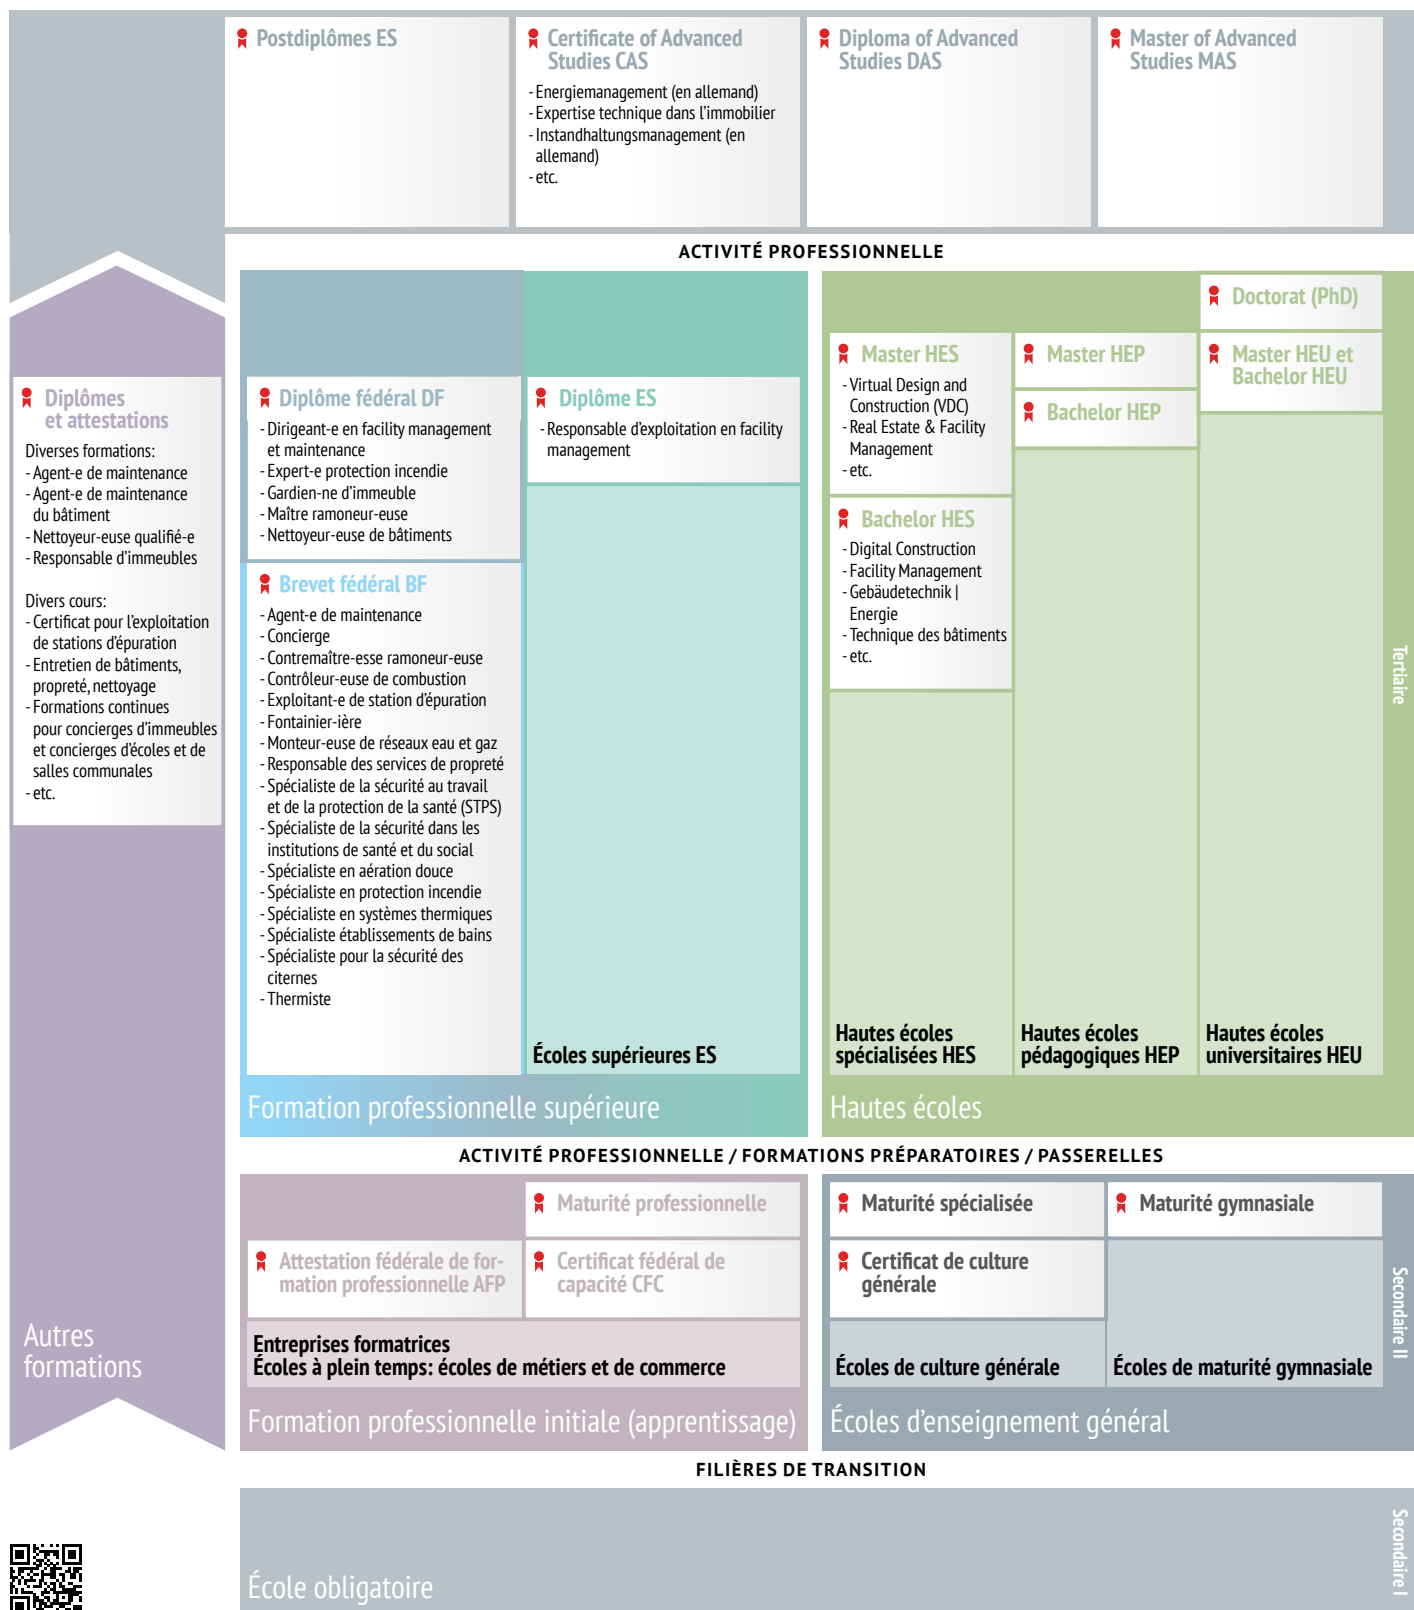 Postdiplômes ES
Certificate of Advanced
Studies CAS
- Energiemanagement (en allemand)
- Expertise technique dans l'immobilier
- Instandhaltungsmanagement (en
allemand)
- etc.
Diploma of Advanced
Studies DAS
Master of Advanced
Studies MAS
ACTIVITÉ PROFESSIONNELLE
Diplômes
et attestations
Diverses formations:
- Agent-e de maintenance
- Agent-e de maintenance
du bâtiment
- Nettoyeur-euse qualifié-e
- Responsable d'immeubles
Divers cours:
- Certificat pour l'exploitation
de stations d'épuration
- Entretien de bâtiments,
propreté, nettoyage
- Formations continues
pour concierges d'immeubles
et concierges d'écoles et de
salles communales
- etc.
Autres
formations
Diplôme fédéral DF
- Dirigeant-e en facility management
et maintenance
- Expert-e protection incendie
- Gardien-ne d'immeuble
- Maître ramoneur-euse
- Nettoyeur-euse de bâtiments
Brevet fédéral BF
- Agent-e de maintenance
- Concierge
- Contremaître-esse ramoneur-euse
- Contrôleur-euse de combustion
- Exploitant-e de station d'épuration
- Fontainier-ière
- Monteur-euse de réseaux eau et gaz
- Responsable des services de propreté
- Spécialiste de la sécurité au travail
et de la protection de la santé (STPS)
- Spécialiste de la sécurité dans les
institutions de santé et du social
- Spécialiste en aération douce
- Spécialiste en protection incendie
- Spécialiste en systèmes thermiques
- Spécialiste établissements de bains
- Spécialiste pour la sécurité des
citernes
- Thermiste
Diplôme ES
- Responsable d'exploitation en facility
management
Écoles supérieures ES
Formation professionnelle supérieure
Master HES
- Virtual Design and
Construction (VDC)
- Real Estate & Facility
Management
- etc.
Bachelor HES
- Digital Construction
- Facility Management
- Gebäudetechnik |
Energie
- Technique des bâtiments
- etc.
Hautes écoles
spécialisées HES
Master HEP
Bachelor HEP
Hautes écoles
pédagogiques HEP
Doctorat (PhD)
Master HEU et
Bachelor HEU
Hautes écoles
universitaires HEU
Hautes écoles
Tertiaire
ACTIVITÉ PROFESSIONNELLE / FORMATIONS PRÉPARATOIRES / PASSERELLES
Maturité professionnelle
Attestation fédérale de for-
mation professionnelle AFP
Certificat fédéral de
capacité CFC
Entreprises formatrices
Écoles à plein temps: écoles de métiers et de commerce
Formation professionnelle initiale (apprentissage)
Maturité spécialisée
Certificat de culture
générale
Écoles de culture générale
Maturité gymnasiale
Écoles de maturité gymnasiale
Écoles d'enseignement général
Secondaire II
FILIÈRES DE TRANSITION
École obligatoire
Secondaire I